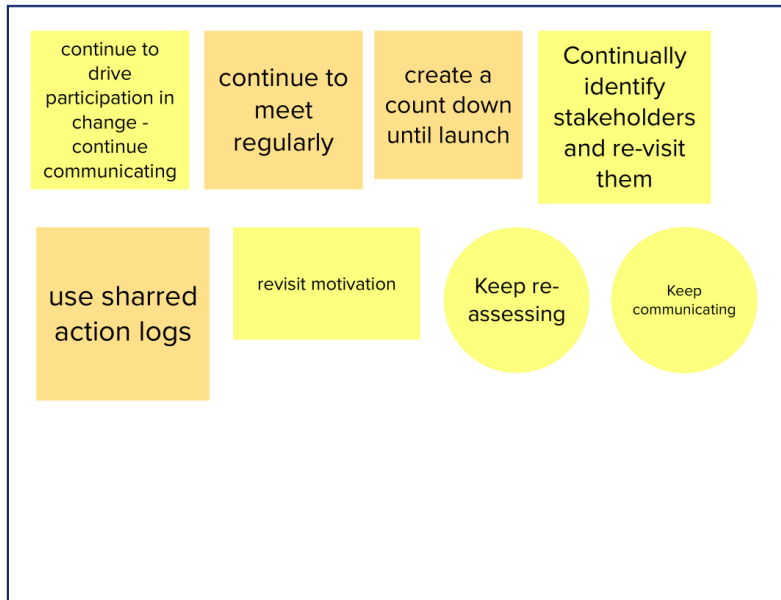 continue to
drive
participation in
change -
continue
communicating
continue to
meet
regularly
create a
count down
until launch
Continually
identify
stakeholders
and re-visit
them
use sharred
action logs
revisit motivation
Keep re-
assessing
Keep
communicating